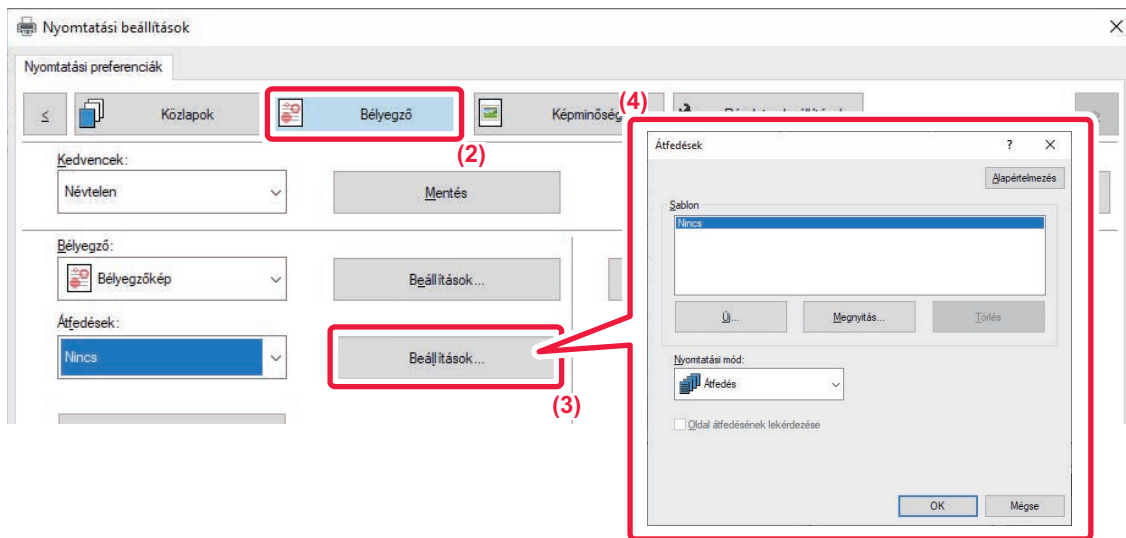 Nyomtatási beállítások
Nyomtatási preferenciák
≤ Közlapok Bélyegző Képminőség
(4)
(2)
Kedvencek:
Névtelen Mentés
Bélyegző:
Bélyegzőkép Beállítások...
Átfedések:
Nincs Beállítások...
(3)
Átfedések ?
Alapértelmezés
Sablon
Nincs
Új... Megnyitás... Törlés
Nyomtatási mód:
Átfedés
Oldal átfedésének lekérdezése
OK Mégse